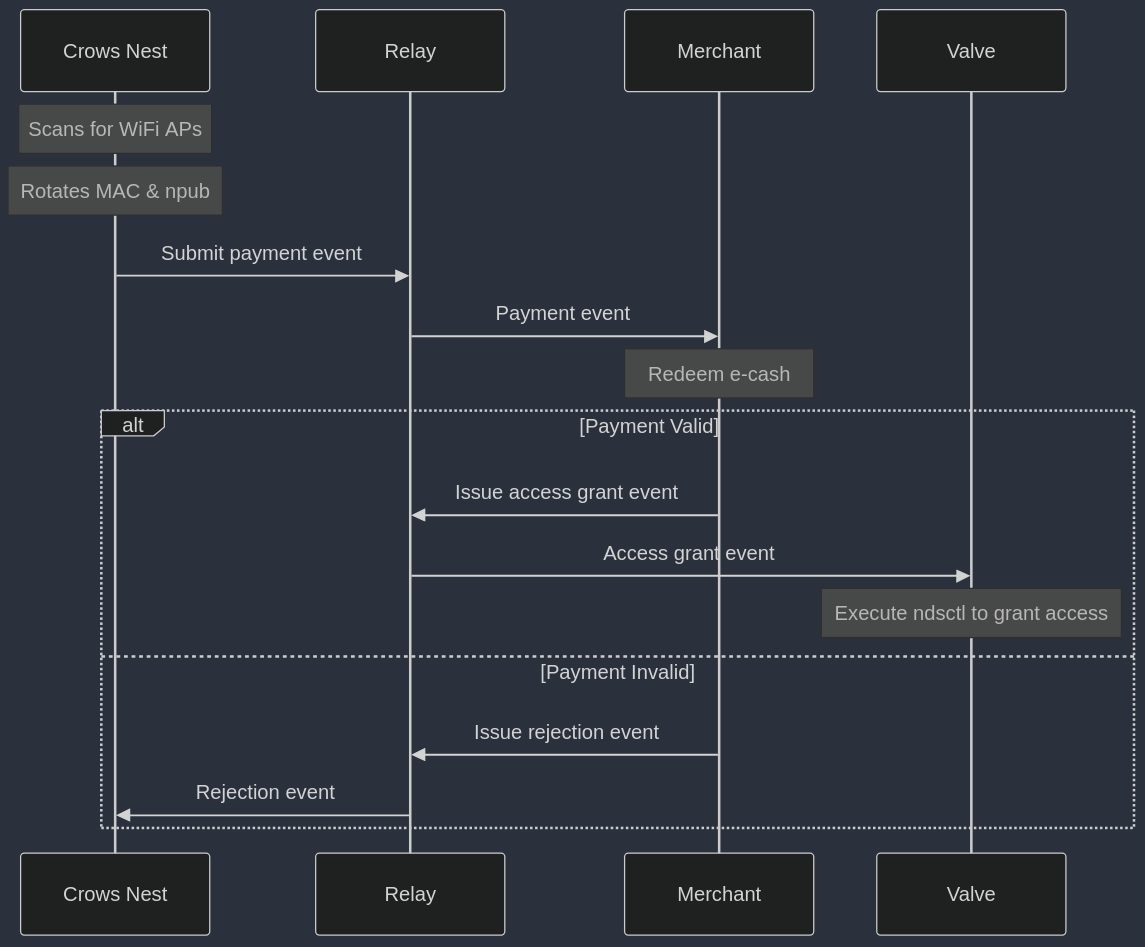 Crows Nest
Relay
Merchant
Valve
Scans for WiFi APs
Rotates MAC & npub
Submit payment event
Payment event
Redeem e-cash
alt
[Payment Valid]
Issue access grant event
Access grant event
Execute ndsctl to grant access
[Payment Invalid]
Issue rejection event
Rejection event
Crows Nest
Relay
Merchant
Valve